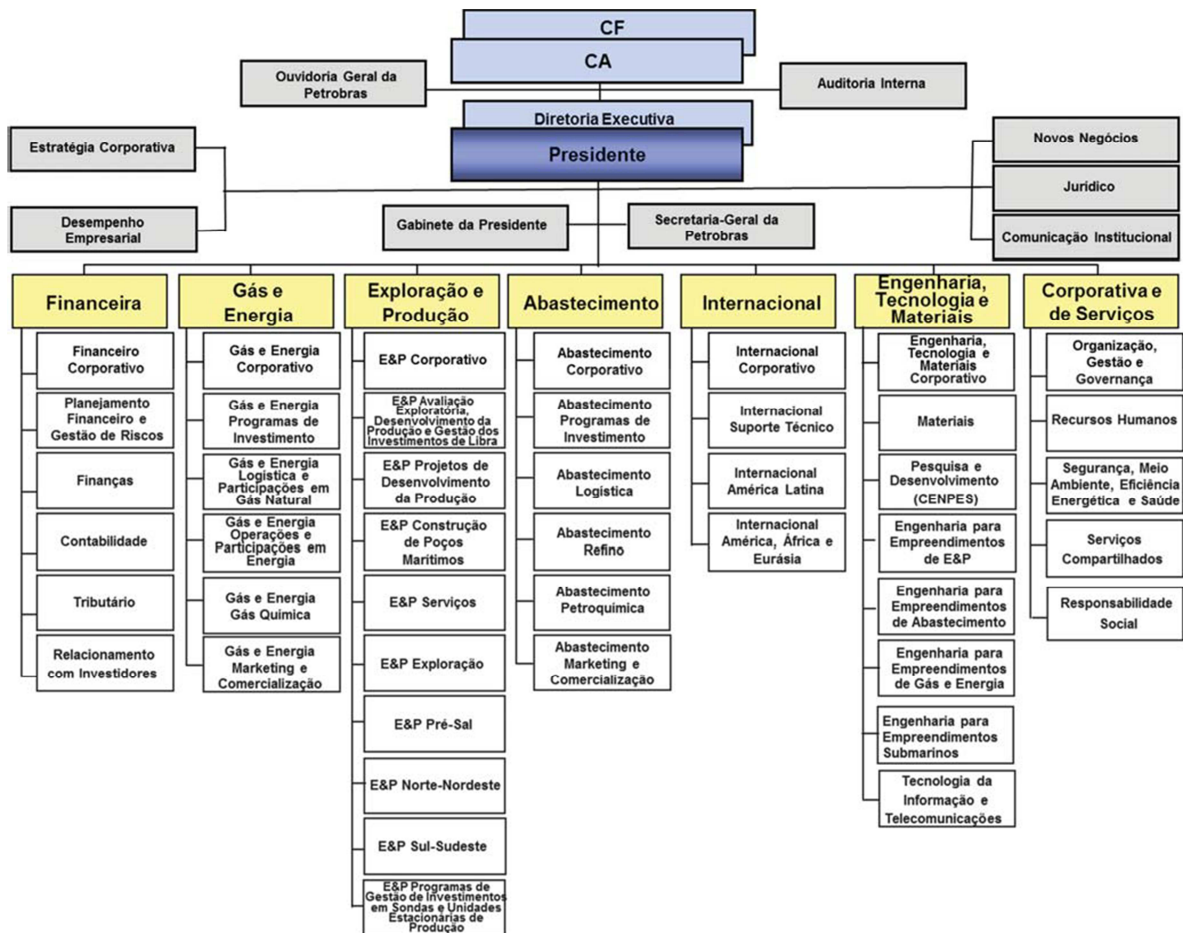 CF
CA
Ouvidoria Geral da
Petrobras
Auditoria Interna
Diretoria Executiva
Presidente
Estratégia Corporativa
Desempenho
Empresarial
Novos Negócios
Jurídico
Comunicação Institucional
Gabinete da Presidente
Secretaria-Geral da
Petrobras
Financeira
Financeiro
Corporativo
Planejamento
Financeiro e
Gestão de Riscos
Finanças
Contabilidade
Tributário
Relacionamento
com Investidores
Gás e
Energia
Gás e Energia
Corporativo
Gás e Energia
Programas de
Investimento
Gás e Energia
Logística e
Participações em
Gás Natural
Gás e Energia
Operações e
Participações em
Energia
Gás e Energia
Gás Química
Gás e Energia
Marketing e
Comercialização
Exploração e
Produção
E&P Corporativo
E&P Avaliação
Exploratória,
Desenvolvimento da
Produção e Gestão dos
Investimentos de Libra
E&P Projetos de
Desenvolvimento
da Produção
E&P Construção
de Poços
Marítimos
E&P Serviços
E&P Exploração
E&P Pré-Sal
E&P Norte-Nordeste
E&P Sul-Sudeste
E&P Programas de
Gestão de Investimentos
em Sondas e Unidades
Estacionárias de
Produção
Abastecimento
Abastecimento
Corporativo
Abastecimento
Programas de
Investimento
Abastecimento
Logística
Abastecimento
Refino
Abastecimento
Petroquímica
Abastecimento
Marketing e
Comercialização
Internacional
Internacional
Corporativo
Internacional
Suporte Técnico
Internacional
América Latina
Internacional
América, África e
Eurásia
Engenharia,
Tecnologia e
Materiais
Engenharia,
Tecnologia e
Materiais
Corporativo
Materiais
Pesquisa e
Desenvolvimento
(CENPES)
Engenharia para
Empreendimentos
de E&P
Engenharia para
Empreendimentos
de Abastecimento
Engenharia para
Empreendimentos
de Gás e Energia
Engenharia para
Empreendimentos
Submarinos
Tecnologia da
Informação e
Telecomunicações
Corporativa e
de Serviços
Organização,
Gestão e
Governança
Recursos Humanos
Segurança, Meio
Ambiente, Eficiência
Energética e Saúde
Serviços
Compartilhados
Responsabilidade
Social